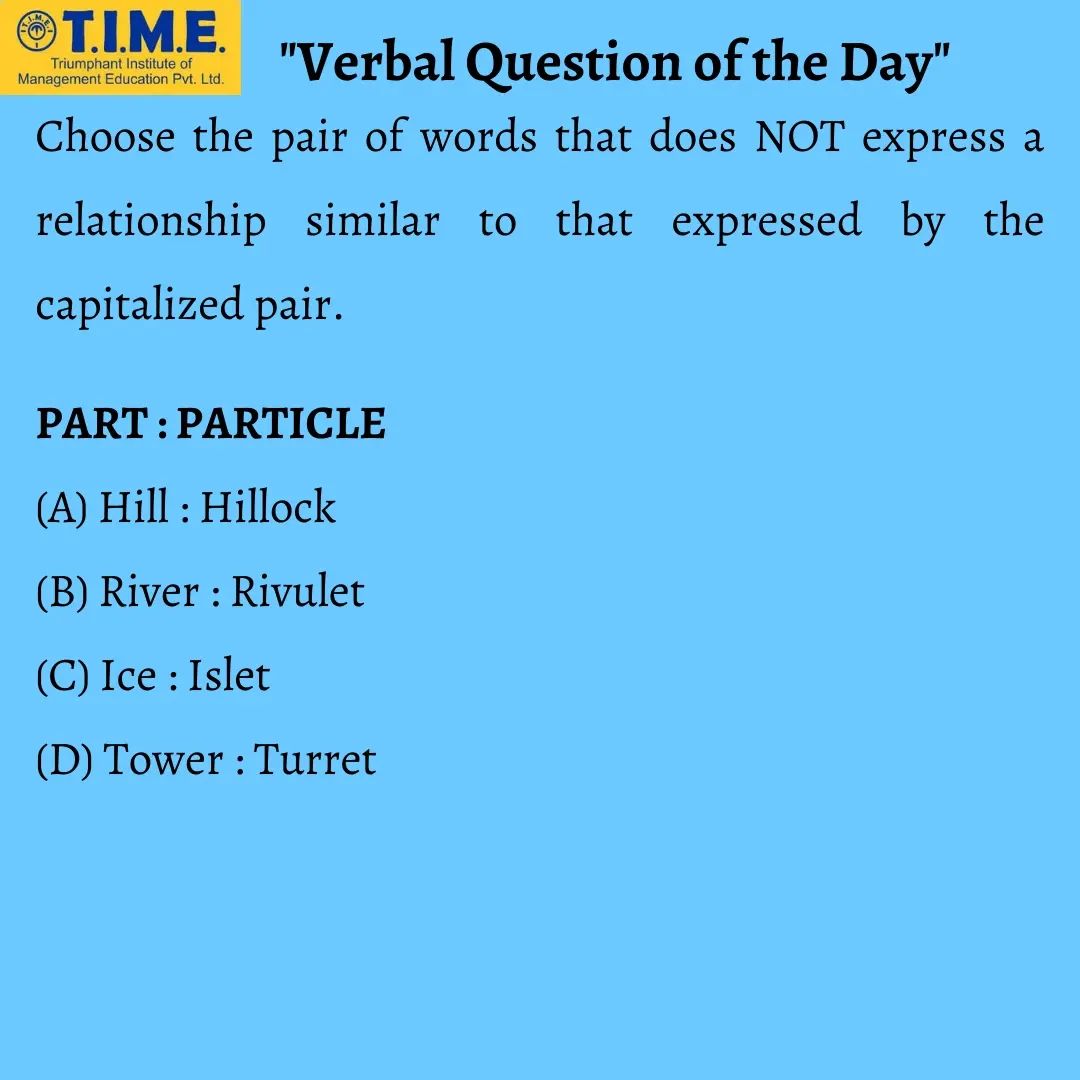 T.I.M.E.
Triumphant Institute of
Management Education Pvt. Ltd.
"Verbal Question of the Day"
Choose the pair of words that does NOT express a
relationship similar to that expressed by the
capitalized pair.
PART : PARTICLE
(A) Hill : Hillock
(B) River : Rivulet
(C) Ice : Islet
(D) Tower : Turret